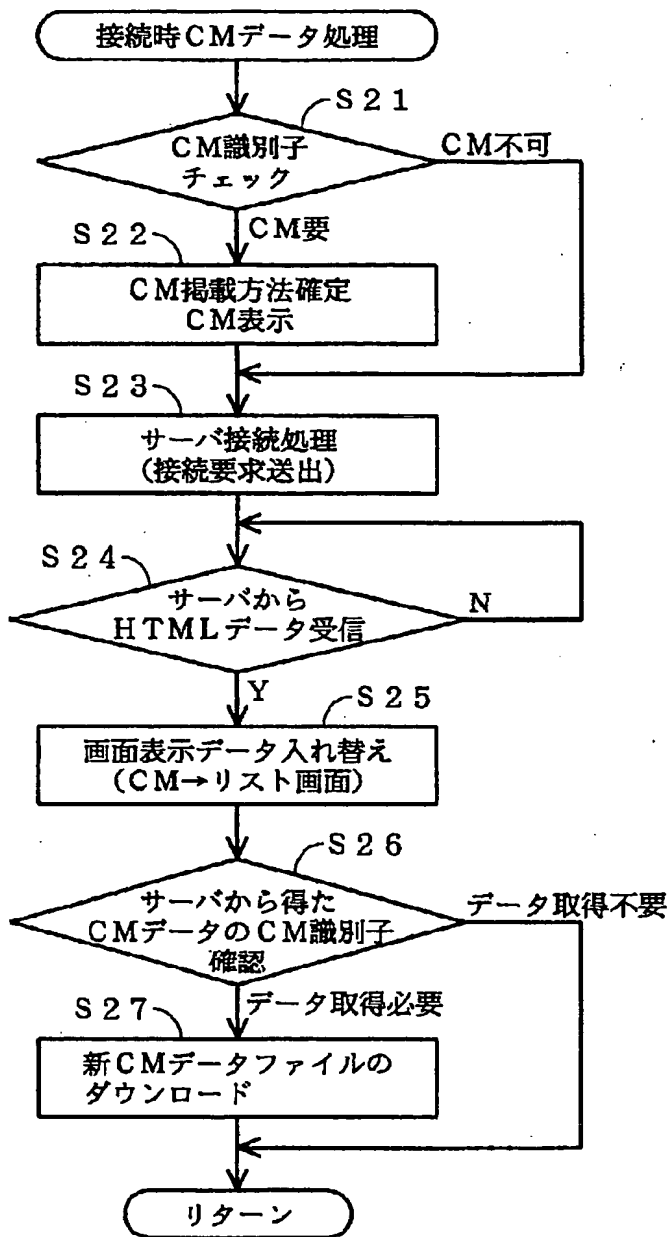 接続時CMデータ処理
S21
CM識別子
チェック
CM不可
CM要
S22
CM掲載方法確定
CM表示
S23
サーバ接続処理
(接続要求送出)
S24
サーバから
HTMLデータ受信
N
Y
S25
画面表示データ入れ替え
(CM→リスト画面)
S26
サーバから得た
CMデータのCM識別子
確認
データ取得不要
データ取得必要
S27
新CMデータファイルの
ダウンロード
リターン